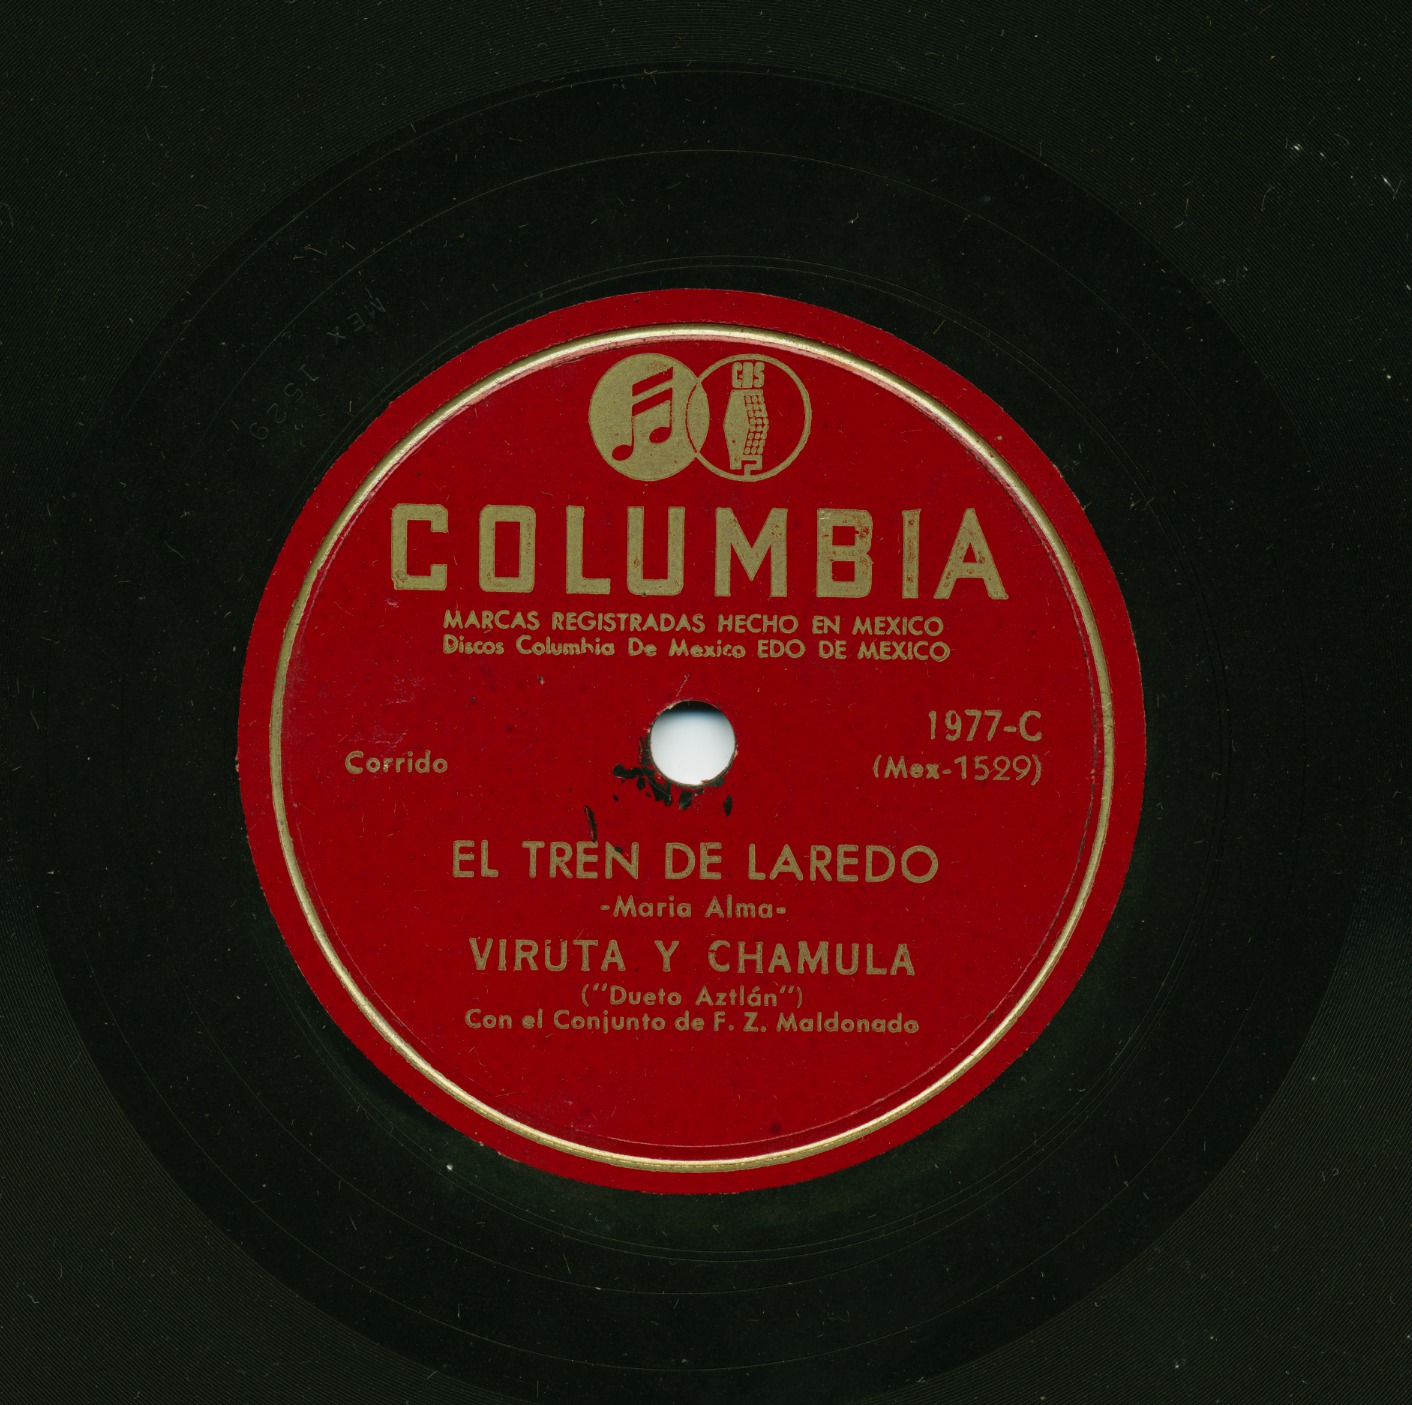 CBS
COLUMBIA
MARCAS REGISTRADAS HECHO EN MEXICO
Discos Columbia De Mexico EDO DE MEXICO
1977-C
Corrido
(Mex-1529)
EL TREN DE LAREDO
-Maria Alma-
VIRUTA Y CHAMULA
("Dueto Aztlán")
Con el Conjunto de F. Z. Maldonado
MEX 1529